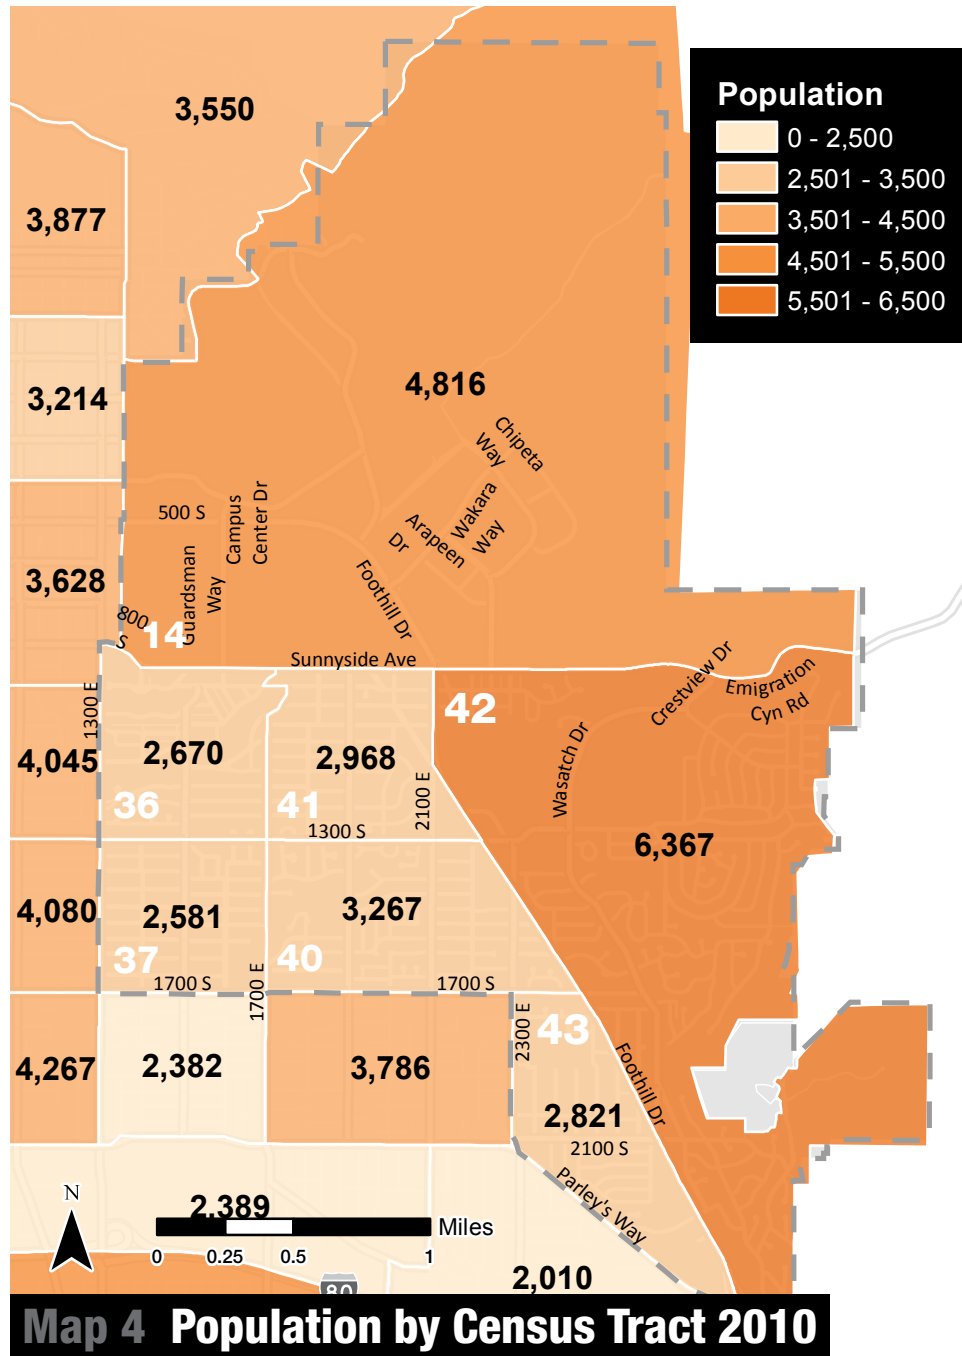 Population
0 - 2,500
2,501 - 3,500
3,501 - 4,500
4,501 - 5,500
5,501 - 6,500
3,550
3,877
3,214
4,816
Chipeta
Way
Wakara
Way
Arapeen
Dr
500 S
Campus
Center Dr
Guardsman
Way
3,628
Foothill Dr
800
S
14
Sunnyside Ave
Crestview Dr
Emigration
Cyn Rd
1300 E
42
4,045
2,670
2,968
Wasatch Dr
2100 E
36
41
1300 S
6,367
4,080
2,581
3,267
37
40
1700 S
1700 S
1700 E
2300 E
43
4,267
2,382
3,786
Foothill Dr
2,821
2100 S
Parley's Way
N
2,389
Miles
0
0.25
0.5
1
2,010
80
Map 4 Population by Census Tract 2010